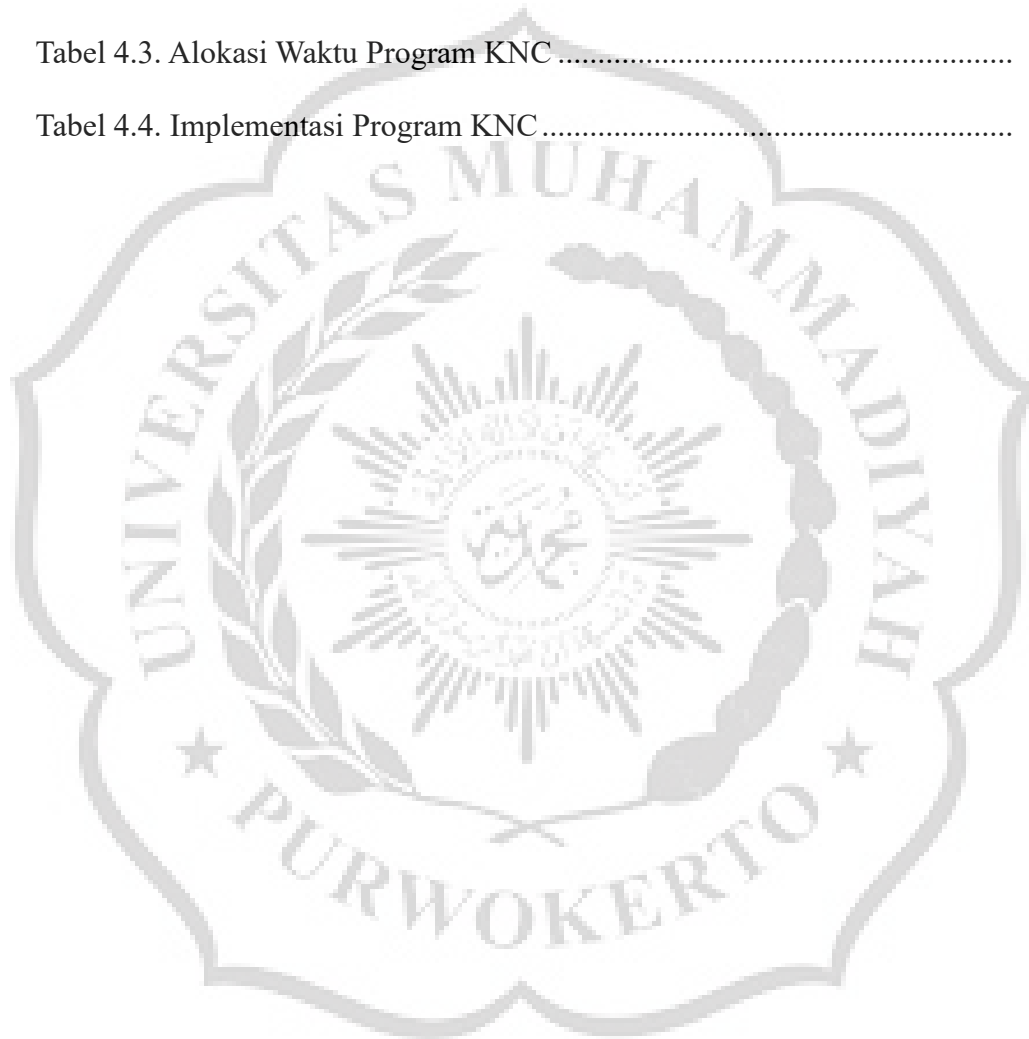 Tabel 4.3. Alokasi Waktu Program KNC .........................................................
Tabel 4.4. Implementasi Program KNC...........................................................
UNIVERSITAS MUHAMMADIYAH
PURWOKERTO